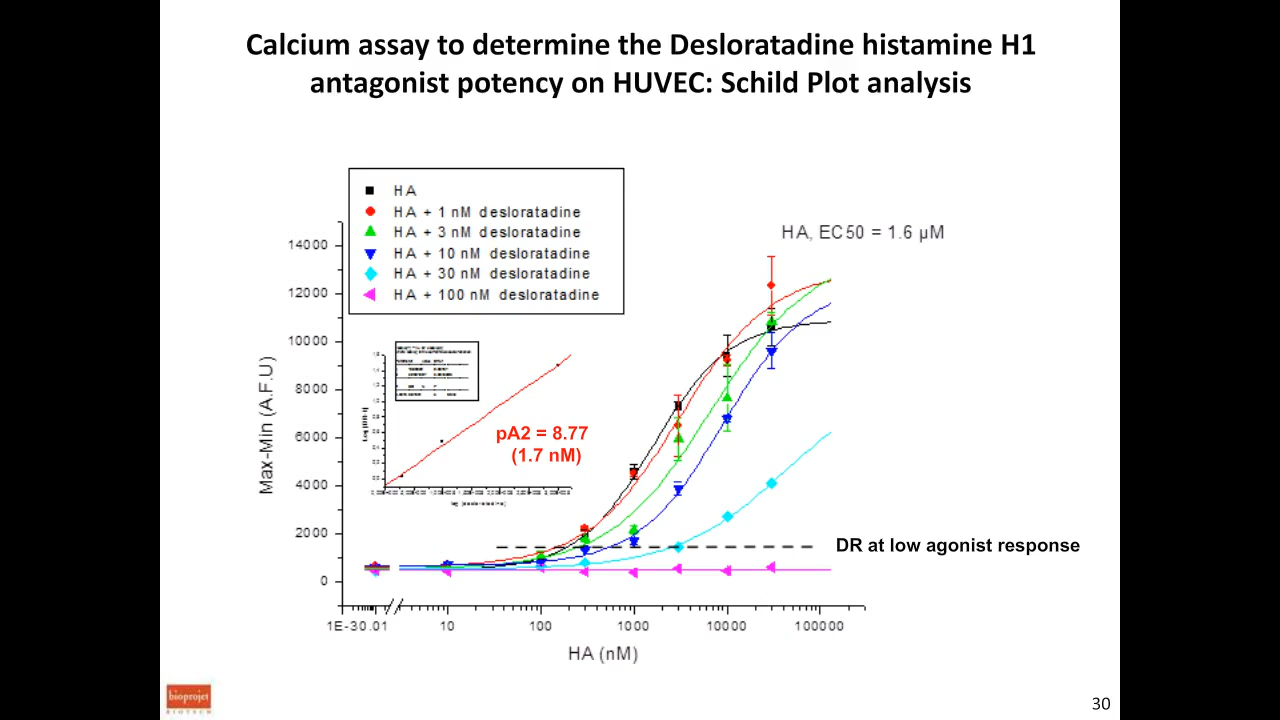 Calcium assay to determine the Desloratadine histamine H1
antagonist potency on HUVEC: Schild Plot analysis
HA
HA + 1 nM desloratadine
HA + 3 nM desloratadine
HA + 10 nM desloratadine
HA + 30 nM desloratadine
HA + 100 nM desloratadine
HA, EC50 = 1.6 µM
14000
12000
10000
8000
6000
4000
2000
0
Max-Min (A.F.U)
pA2 = 8.77
(1.7 nM)
DR at low agonist response
1E-30.01
10
100
1000
10000
100000
HA (nM)
bioprojet
BIOTECH
30